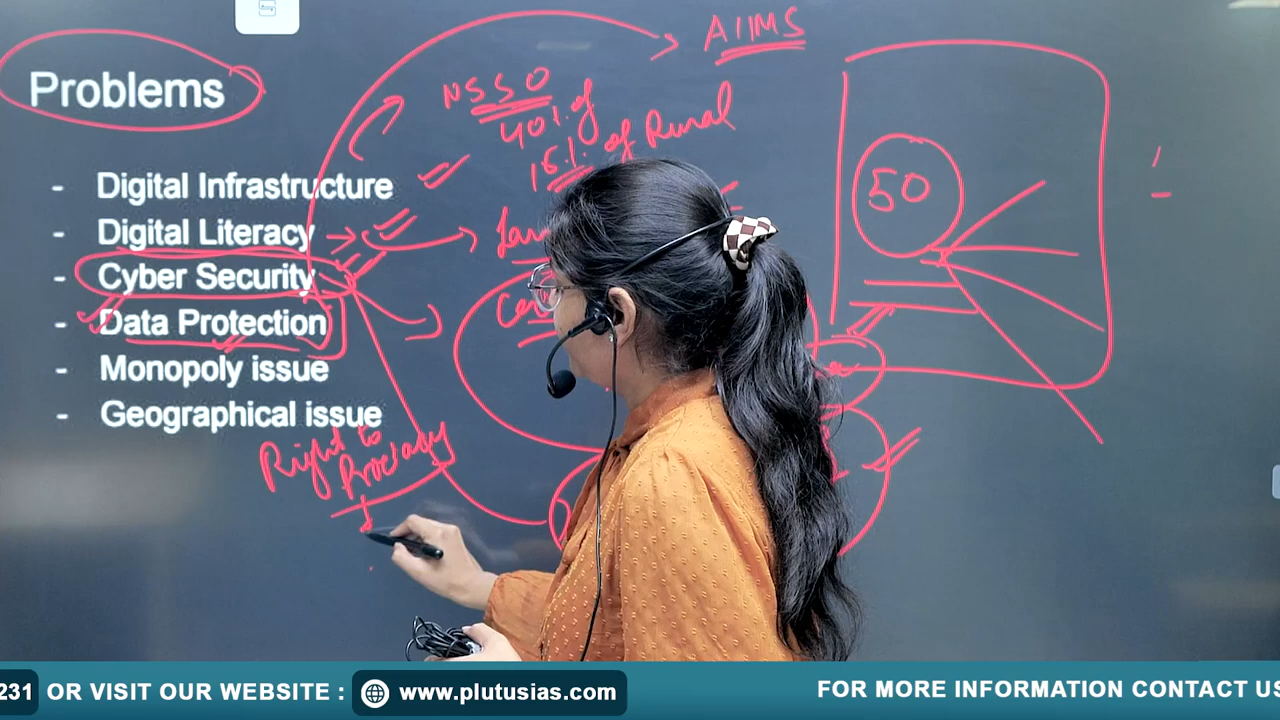 Problems
- Digital Infrastructure
- Digital Literacy
- Cyber Security
- Data Protection
- Monopoly issue
- Geographical issue
AIIMS
NSSO
40% of
15% of Rural
50
Right to
231 OR VISIT OUR WEBSITE : www.plutusias.com FOR MORE INFORMATION CONTACT US